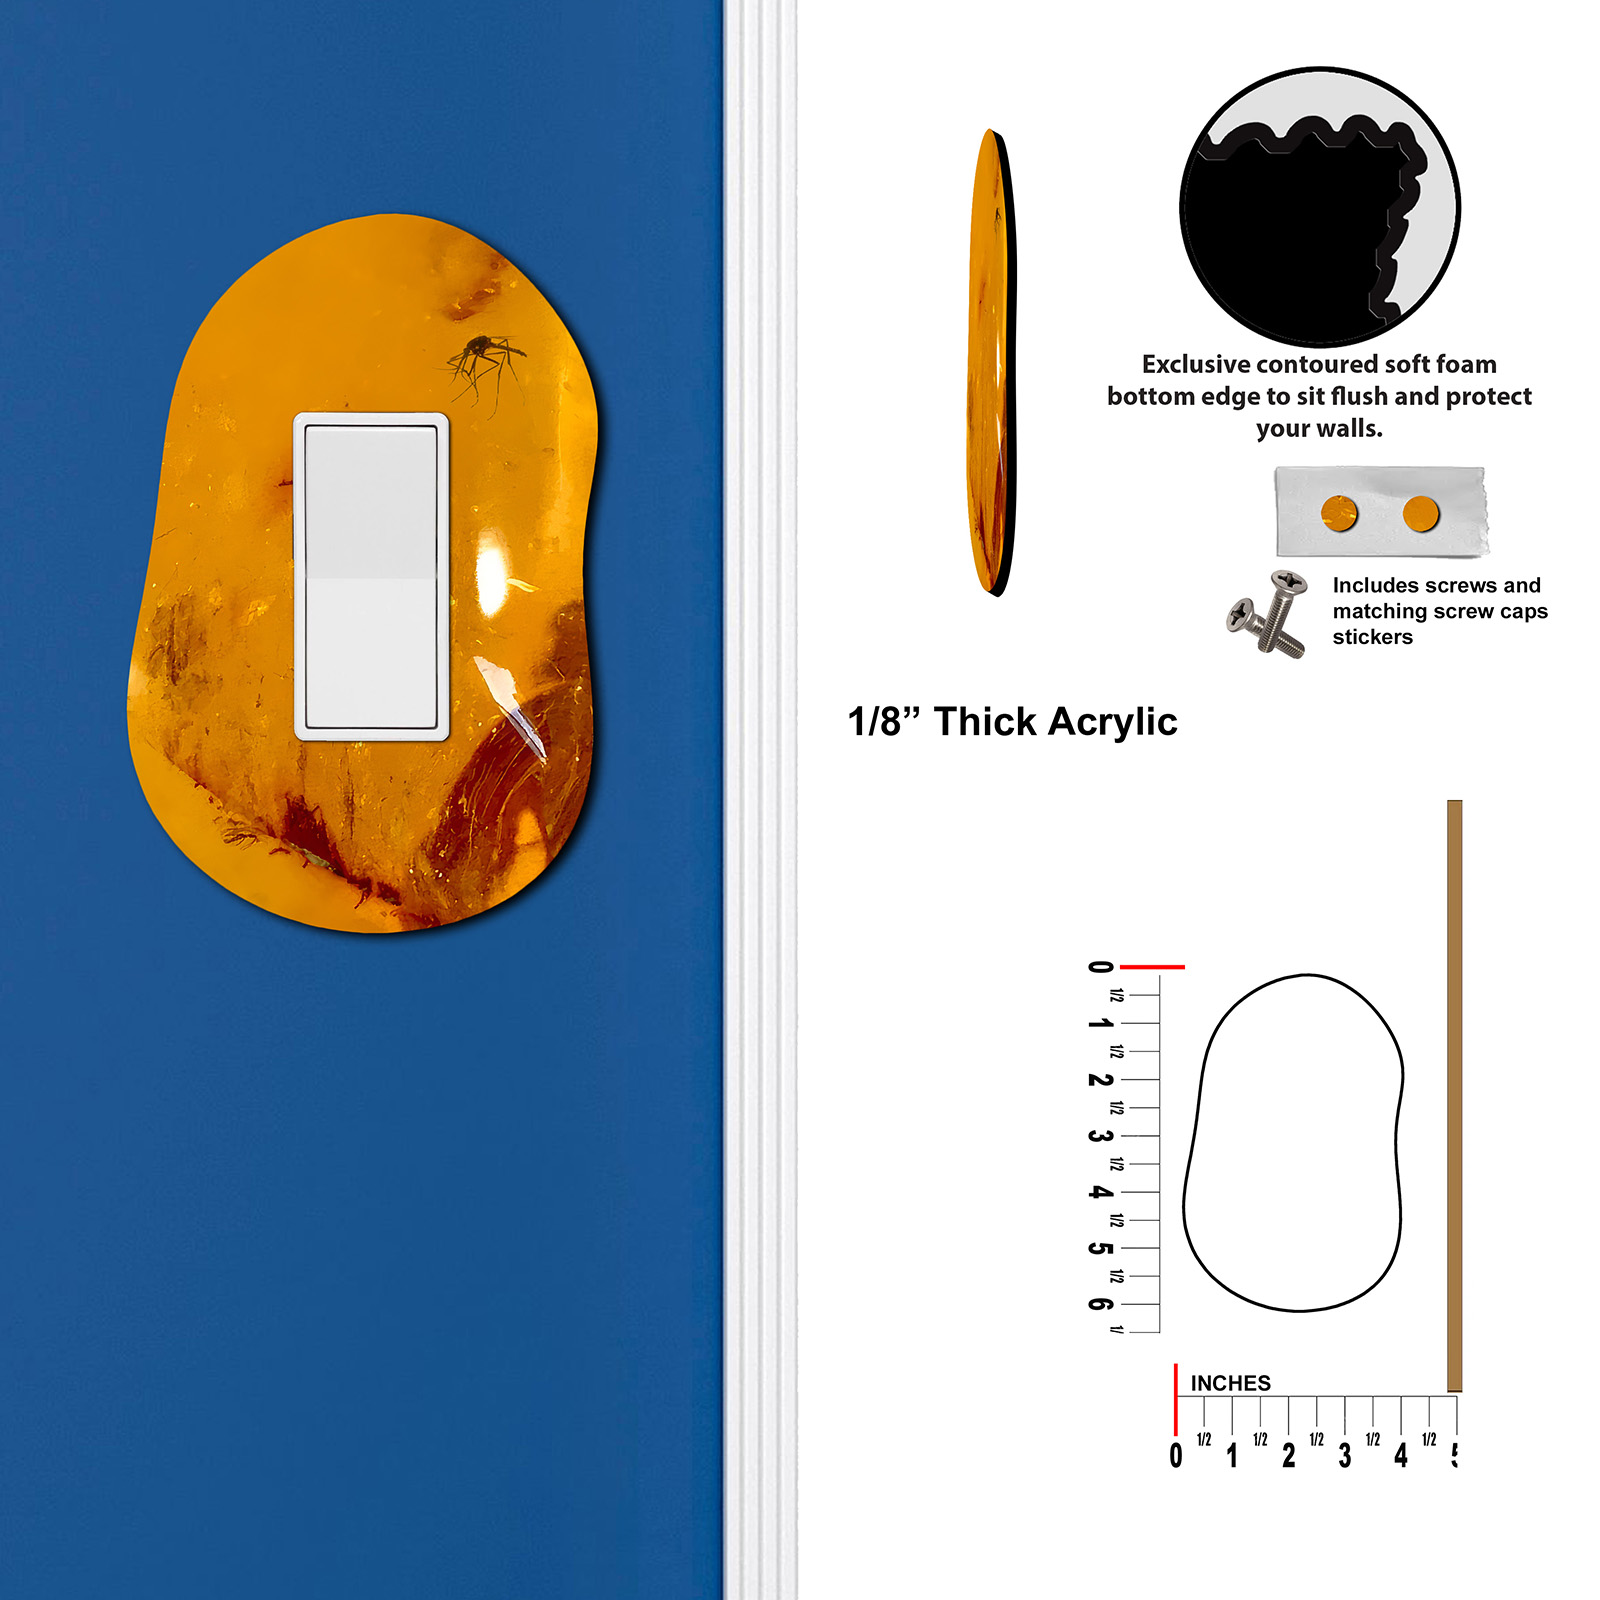 Exclusive contoured soft foam
bottom edge to sit flush and protect
your walls.
Includes screws and
matching screw caps
stickers
1/8” Thick Acrylic
0
1/2
1
1/2
2
1/2
3
1/2
4
1/2
5
1/2
6
1/
INCHES
0 1/2 1 1/2 2 1/2 3 1/2 4 1/2 5